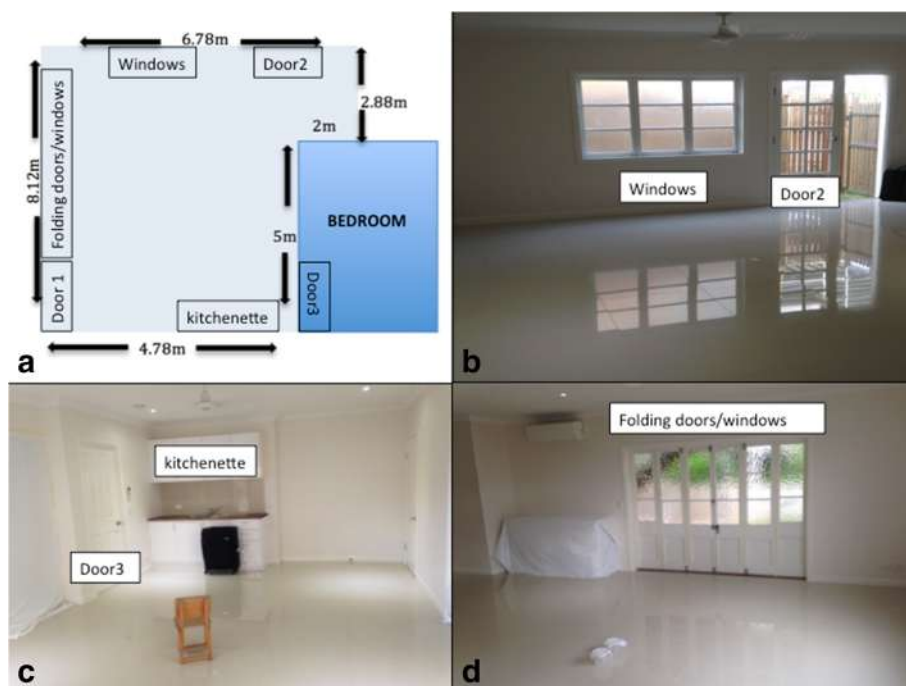 6.78m
Windows
Door2
Folding doors/windows
8.12m
2.88m
2m
BEDROOM
5m
Door 1
Door3
kitchenette
4.78m
a
Windows
Door2
b
kitchenette
Door3
c
Folding doors/windows
d